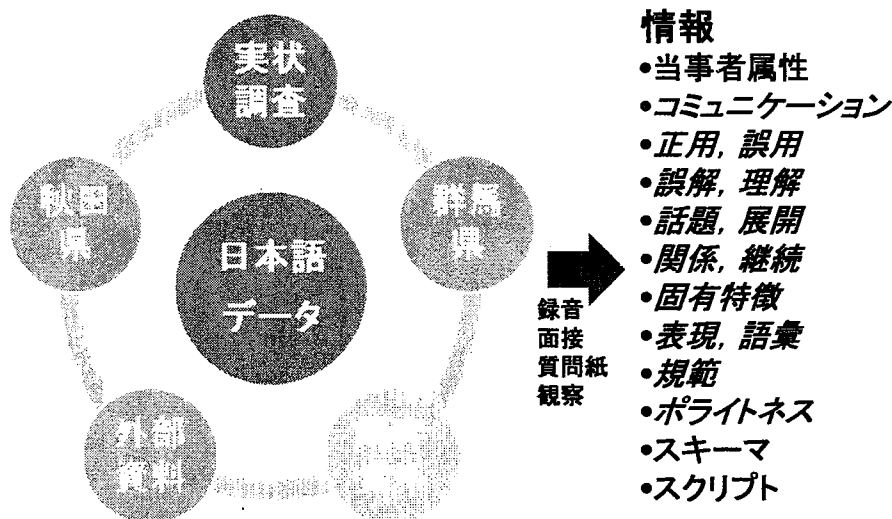 実状
調査
秋田
県
群馬
県
日本語
データ
外部
資料
録音
面接
質問紙
観察
情報
•当事者属性
•コミュニケーション
•正用, 誤用
•誤解, 理解
•話題, 展開
•関係, 継続
•固有特徴
•表現, 語彙
•規範
•ポライトネス
•スキーマ
•スクリプト